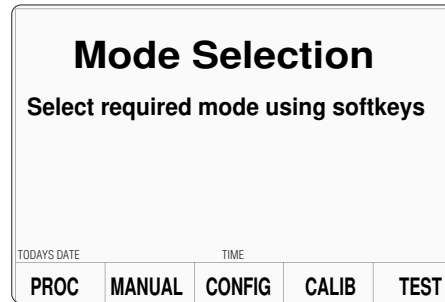 Mode Selection
Select required mode using softkeys
TODAYS DATE TIME
PROC MANUAL CONFIG CALIB TEST